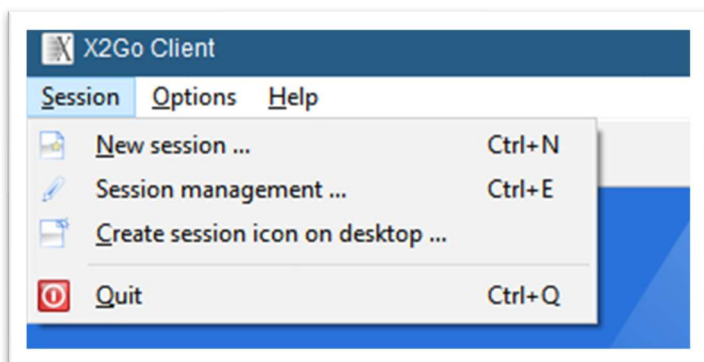 X2Go Client
Session Options Help
New session ... Ctrl+N
Session management ... Ctrl+E
Create session icon on desktop ...
Quit Ctrl+Q